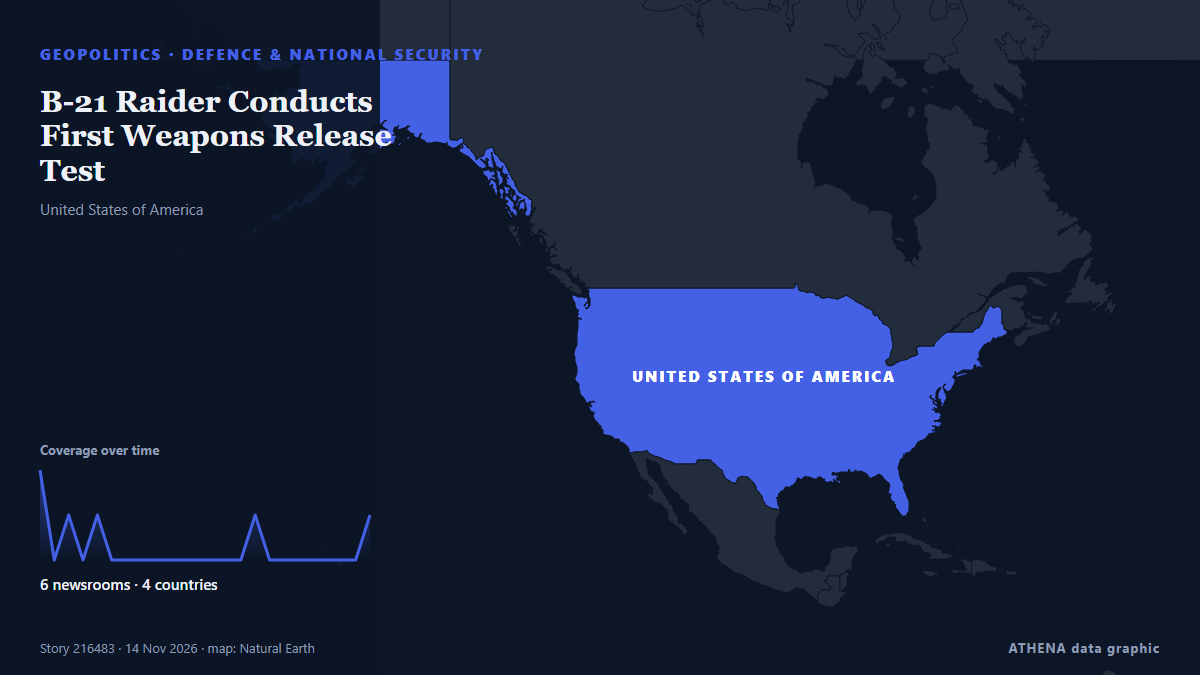 GEOPOLITICS · DEFENCE & NATIONAL SECURITY
B-21 Raider Conducts
First Weapons Release
Test
United States of America
UNITED STATES OF AMERICA
Coverage over time
6 newsrooms · 4 countries
Story 216483 · 14 Nov 2026 · map: Natural Earth
ATHENA data graphic